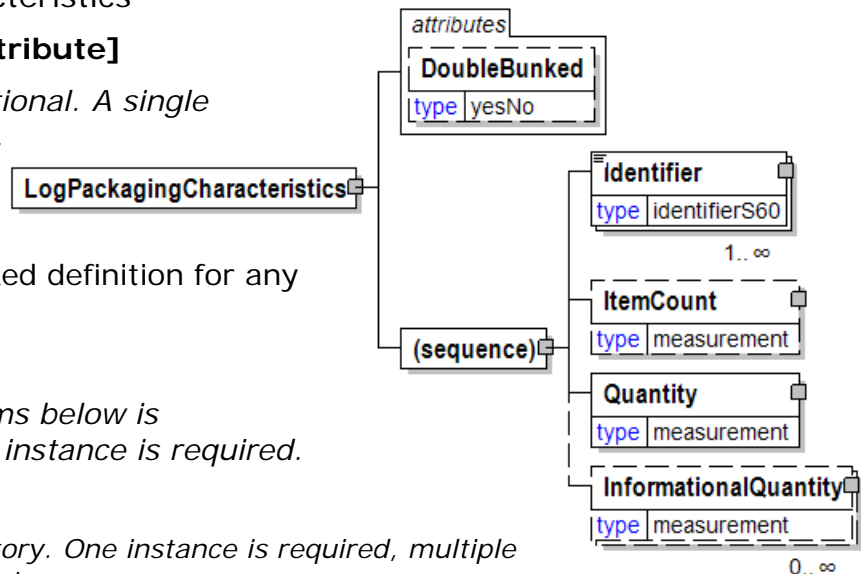 attributes
tribute]
DoubleBunked
type yesNo
tional. A single
LogPackagingCharacteristics
Identifier
type identifierS60
1.. ∞
ed definition for any
ItemCount
type measurement
(sequence)
Quantity
type measurement
ms below is
instance is required.
InformationalQuantity
type measurement
tory. One instance is required, multiple
0.. ∞